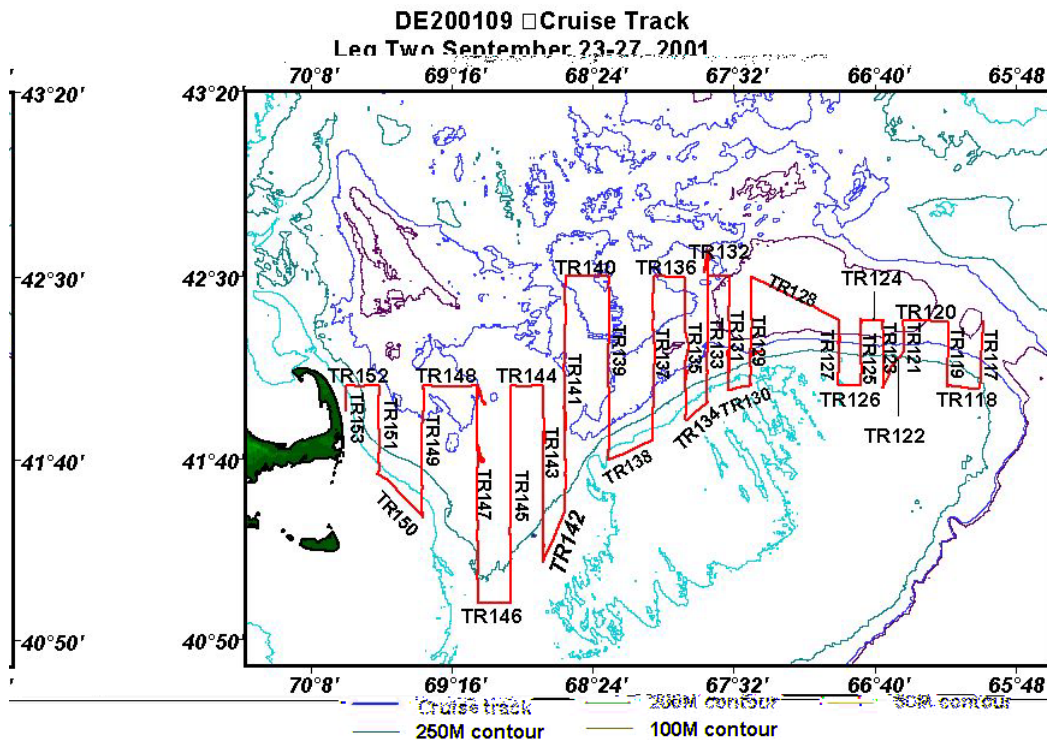 DE200109 □Cruise Track
Leg Two September 23-27, 2001
70°8' 69°16' 68°24' 67°32' 66°40' 65°48'
43°20' 43°20'
TR132
TR140 TR136
42°30' 42°30' TR128 TR124
TR120
TR139 TR137 TR135 TR133 TR131 TR129 TR127 TR125 TR123 TR121 TR119 TR117
TR152 TR148 TR144 TR141
TR126 TR118
TR130
TR153 TR151 TR149 TR134
TR122
41°40' 41°40' TR143 TR138
TR147 TR145
TR150 TR142
TR146
40°50' 40°50'
70°8' 69°16' 68°24' 67°32' 66°40' 65°48'
Cruise track 200M contour 50M contour
250M contour 100M contour